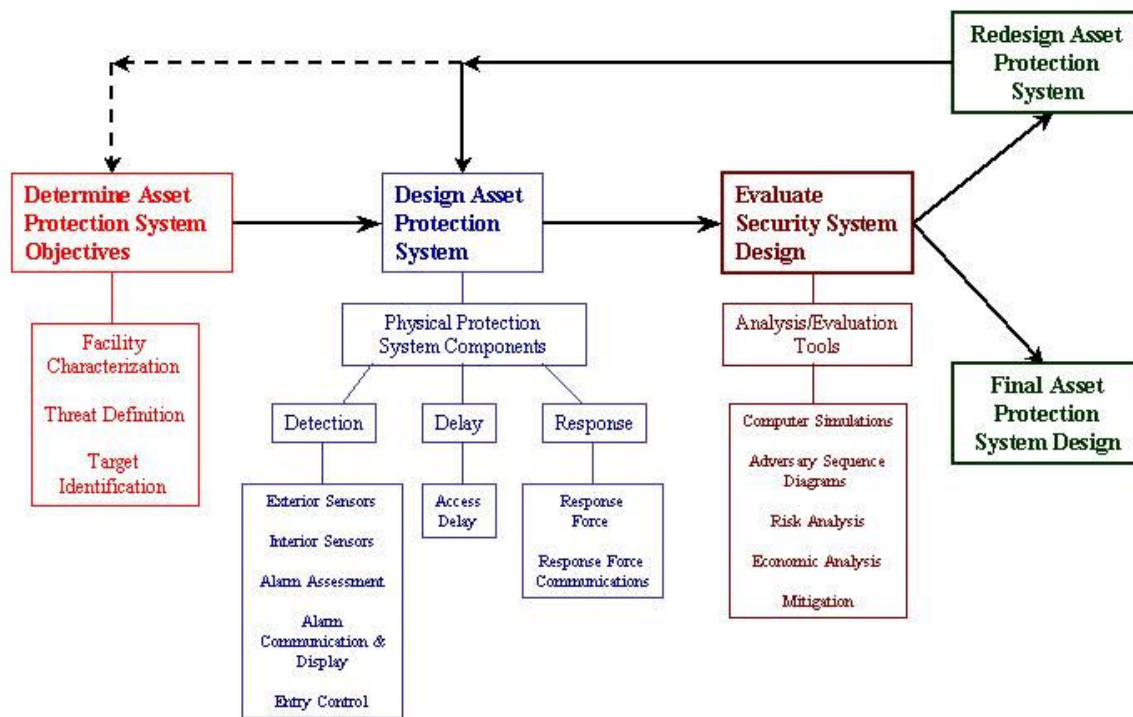 Redesign Asset
Protection
System
Determine Asset
Protection System
Objectives
Design Asset
Protection
System
Evaluate
Security System
Design
Facility
Characterization
Threat Definition
Target
Identification
Physical Protection
System Components
Detection
Delay
Response
Exterior Sensors
Interior Sensors
Alarm Assessment
Alarm
Communication &
Display
Entry Control
Access
Delay
Response
Force
Response Force
Communications
Analysis/Evaluation
Tools
Computer Simulations
Adversary Sequence
Diagrams
Risk Analysis
Economic Analysis
Mitigation
Final Asset
Protection
System Design